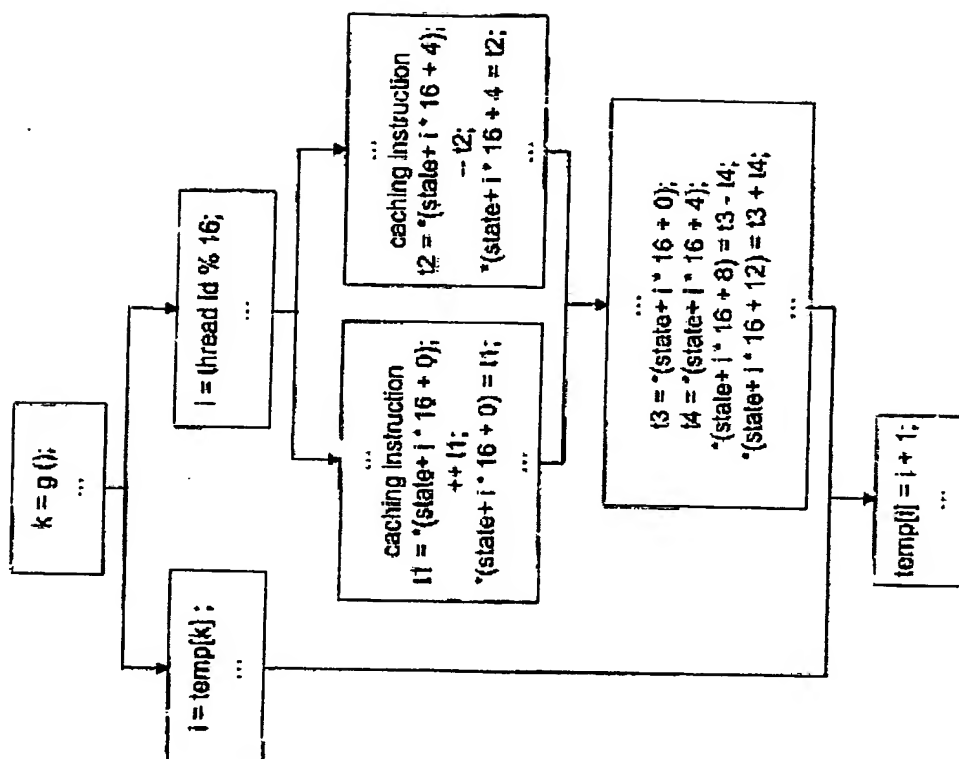 k = g ();
...
i = temp[k] ;
...
i = (thread id % 16;
...
...
caching instruction
t1 = *(state+ i * 16 + 0);
++ t1;
*(state+ i * 16 + 0) = t1;
...
...
caching instruction
t2 = *(state+ i * 16 + 4);
-- t2;
*(state+ i * 16 + 4 = t2;
...
...
t3 = *(state+ i * 16 + 0);
t4 = *(state+ i * 16 + 4);
*(state+ i * 16 + 8) = t3 - t4;
*(state+ i * 16 + 12) = t3 + t4;
...
temp[i] = i + 1;
...